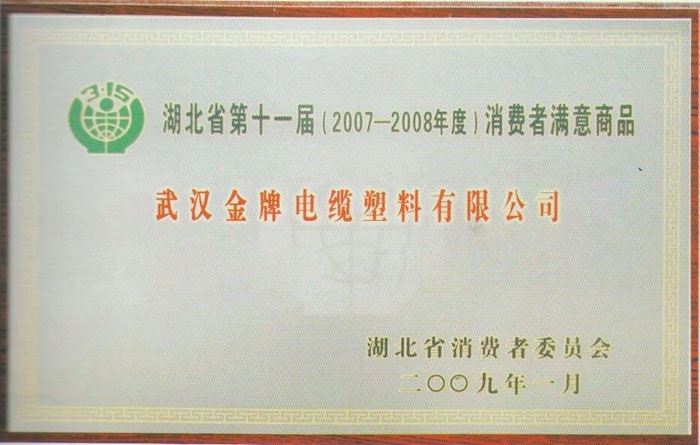 3·15
湖北省第十一届(2007—2008年度)消费者满意商品
武汉金牌电缆塑料有限公司
湖北省消费者委员会
二〇〇九年一月